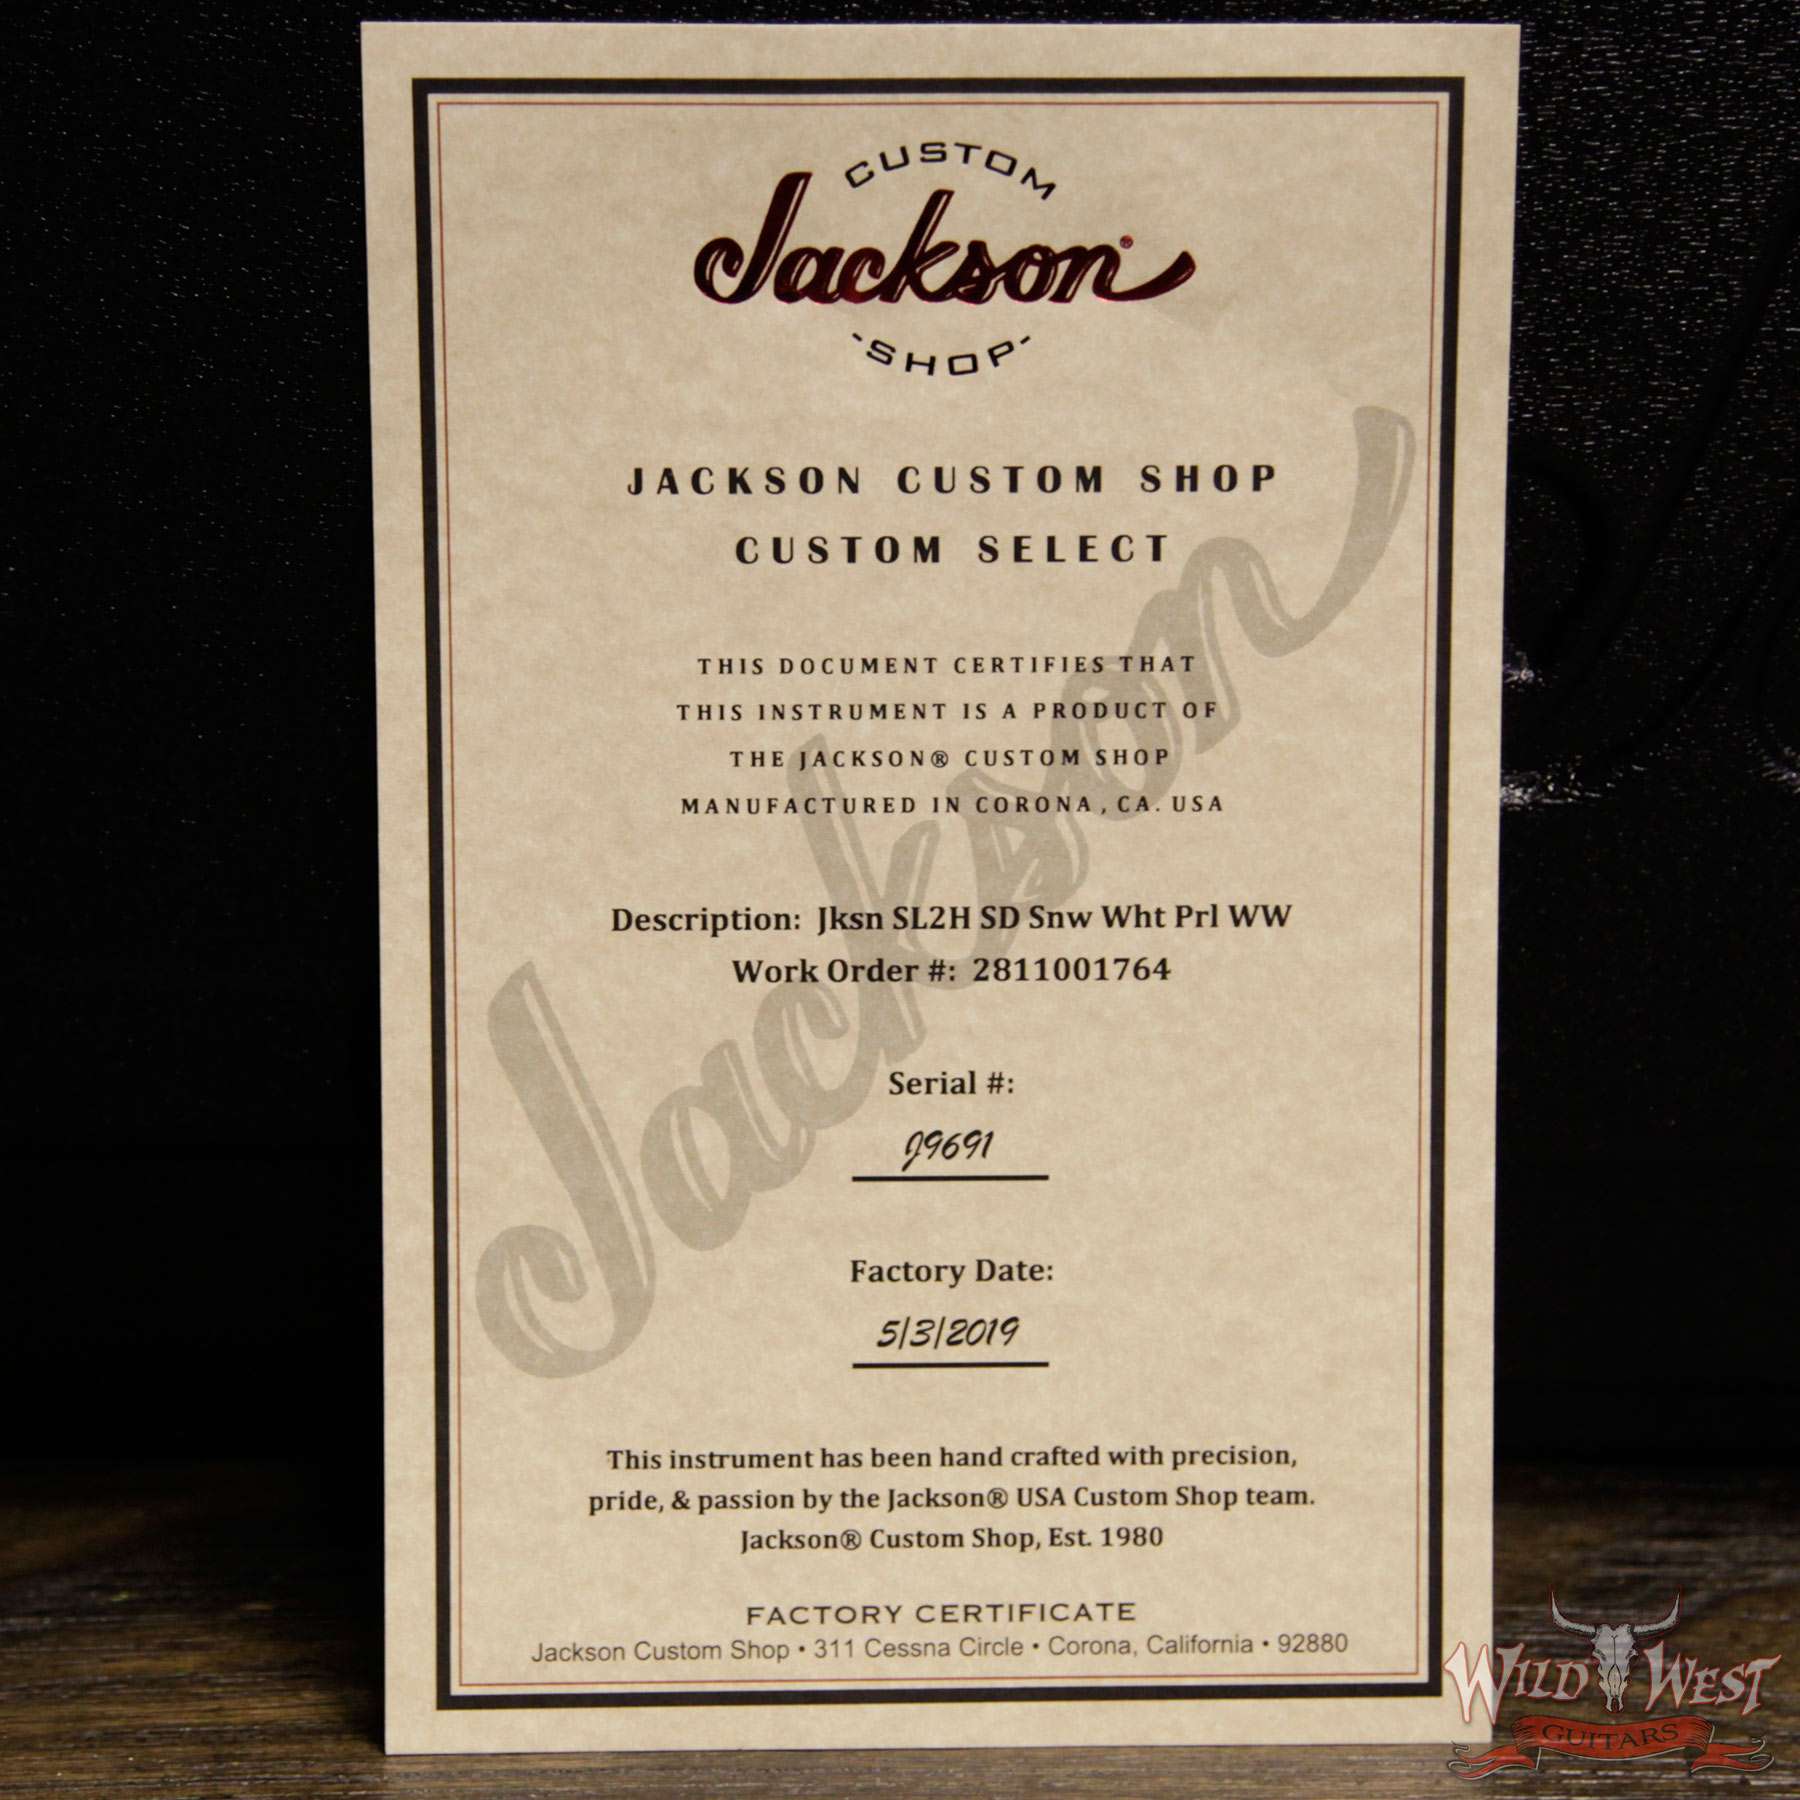 CUSTOM
Jackson®
-SHOP-
JACKSON CUSTOM SHOP
CUSTOM SELECT
THIS DOCUMENT CERTIFIES THAT
THIS INSTRUMENT IS A PRODUCT OF
THE JACKSON® CUSTOM SHOP
MANUFACTURED IN CORONA, CA. USA
Jackson
Description: Jksn SL2H SD Snw Wht Prl WW
Work Order #: 2811001764
Serial #:
J9691
Factory Date:
5/3/2019
This instrument has been hand crafted with precision,
pride, & passion by the Jackson® USA Custom Shop team.
Jackson® Custom Shop, Est. 1980
FACTORY CERTIFICATE
Jackson Custom Shop • 311 Cessna Circle • Corona, California • 92880
WILD WEST
GUITARS